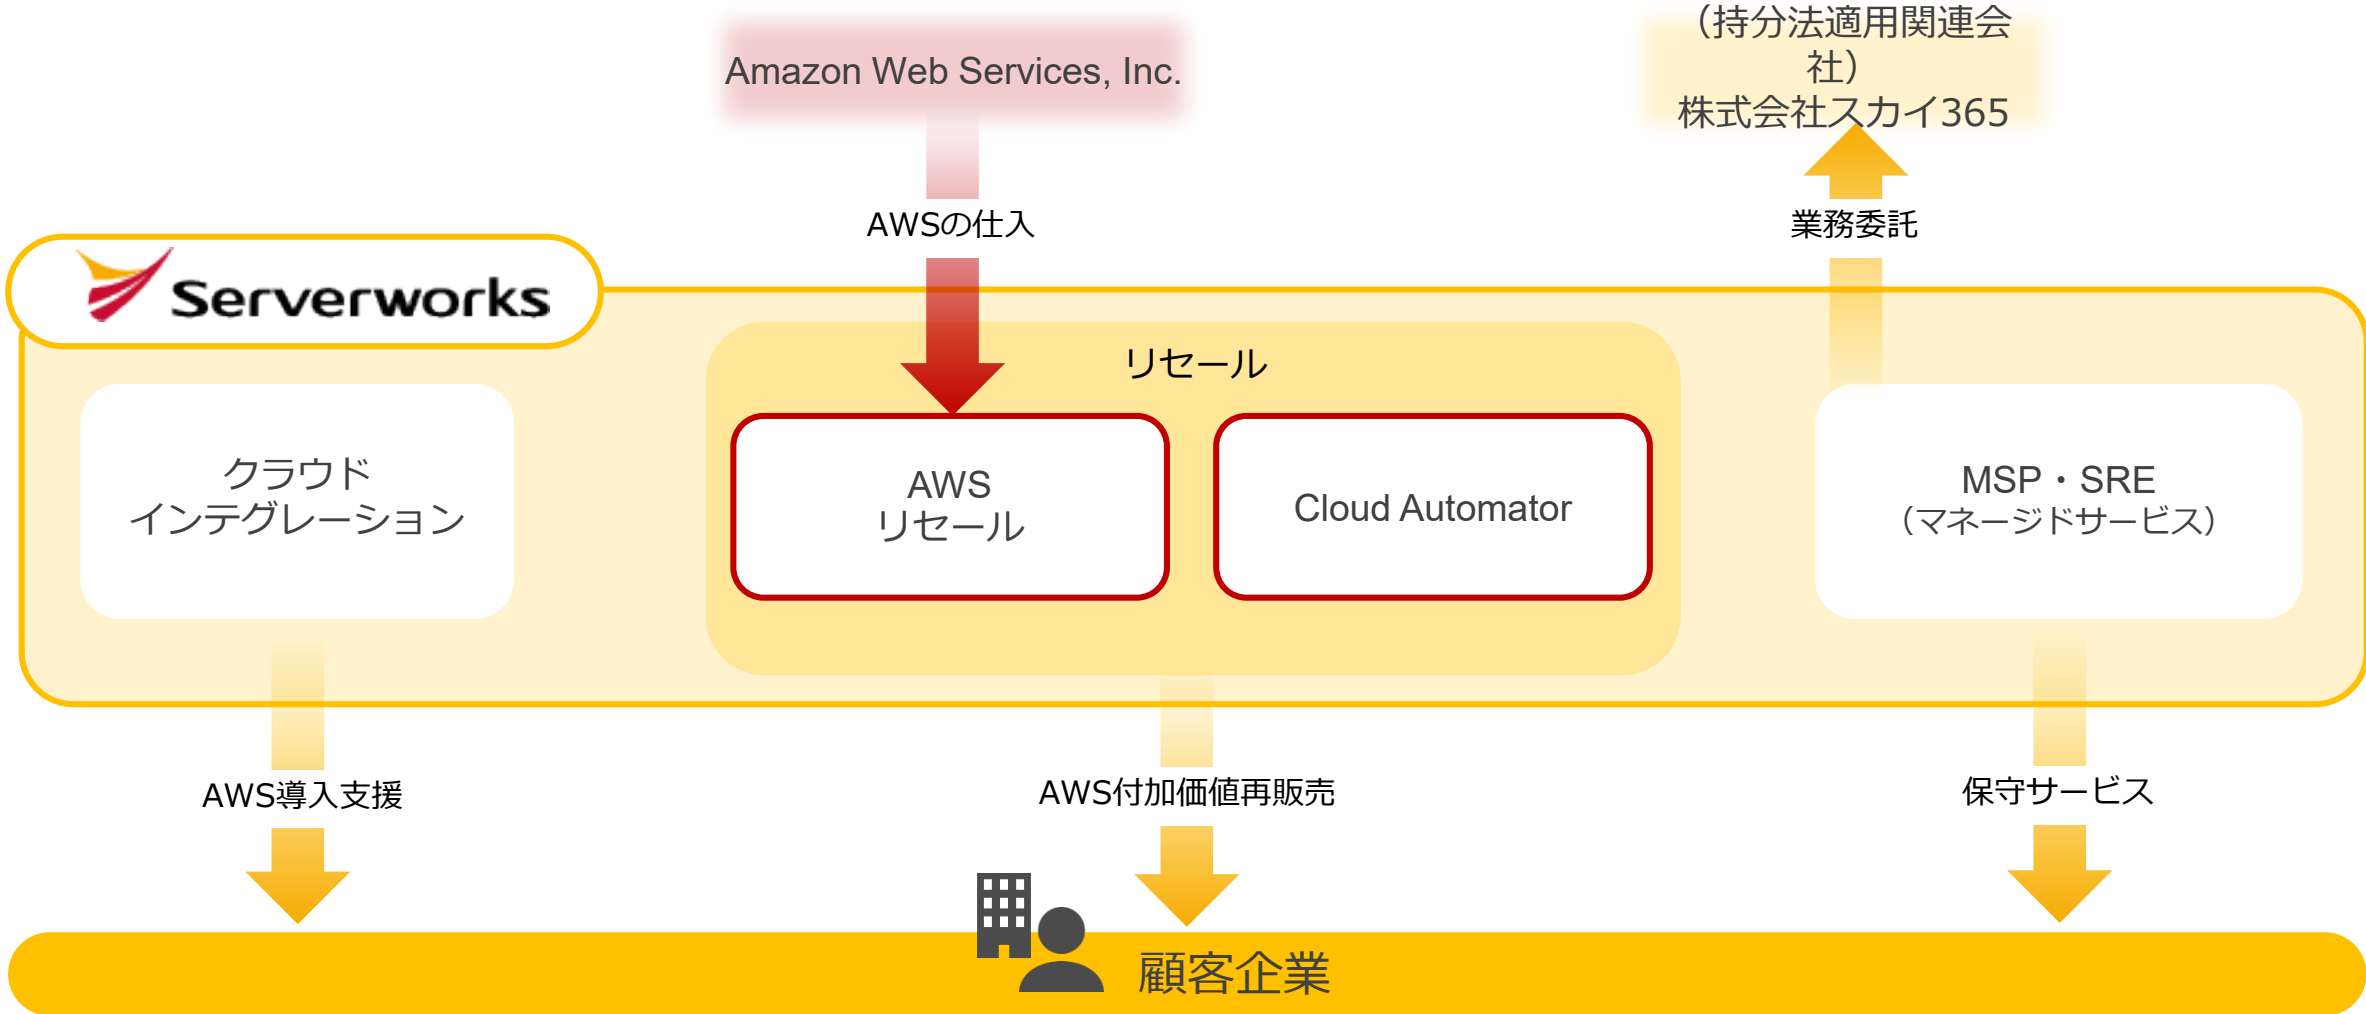 Amazon Web Services, Inc.
（持分法適用関連会
社）
株式会社スカイ365
AWSの仕入
業務委託
Serverworks
リセール
クラウド
インテグレーション
AWS
リセール
Cloud Automator
MSP・SRE
（マネージドサービス）
AWS導入支援
AWS付加価値再販売
保守サービス
顧客企業